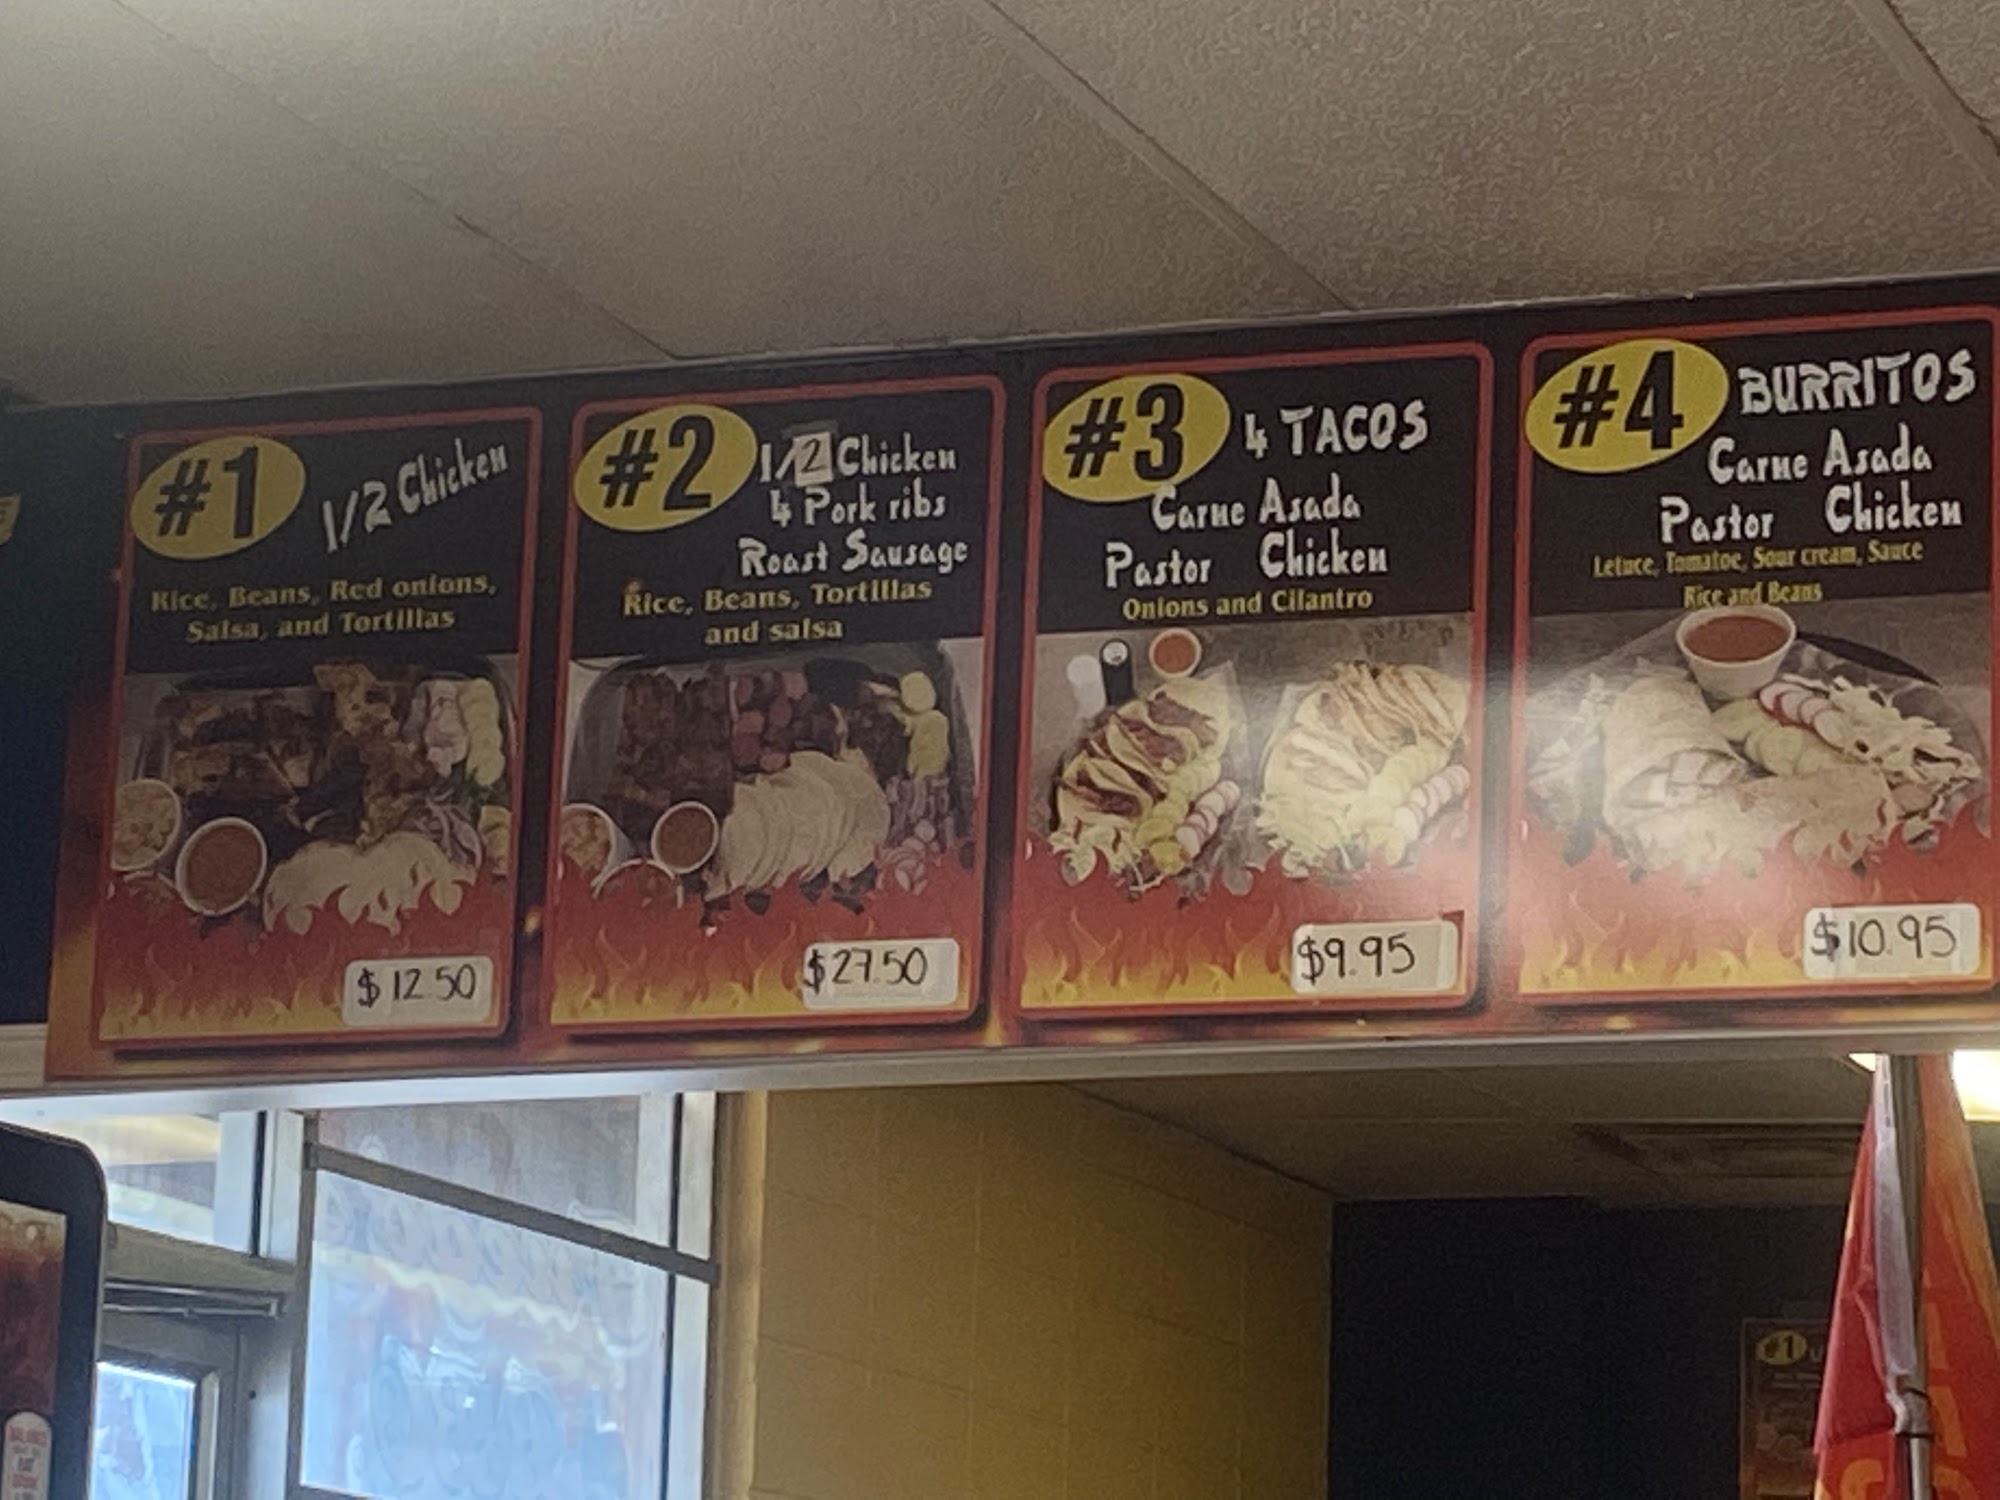 #1
1/2 Chicken
Rice, Beans, Red onions,
Salsa, and Tortillas
$12.50
#2
1/2 Chicken
4 Pork ribs
Roast Sausage
Rice, Beans, Tortillas
and salsa
$27.50
#3
4 TACOS
Carne Asada
Pastor Chicken
Onions and Cilantro
$9.95
#4
BURRITOS
Carne Asada
Pastor Chicken
Letuce, Tomatoe, Sour cream, Sauce
Rice and Beans
$10.95
#1